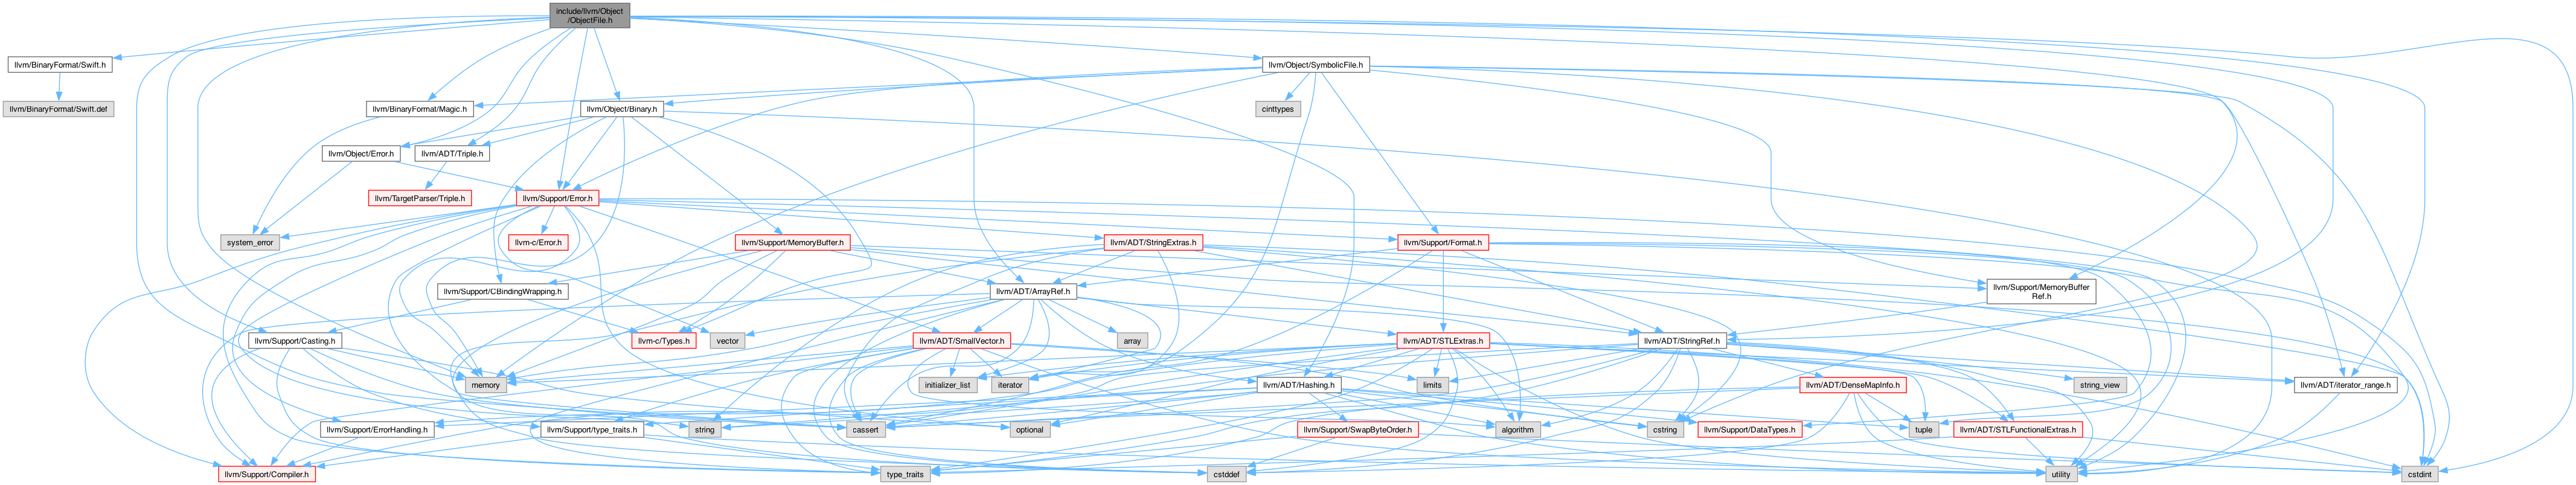 include/llvm/Object
/ObjectFile.h
llvm/BinaryFormat/Swift.h
llvm/Object/SymbolicFile.h
llvm/BinaryFormat/Swift.def
llvm/BinaryFormat/Magic.h
llvm/Object/Binary.h
cinttypes
llvm/Object/Error.h
llvm/ADT/Triple.h
llvm/TargetParser/Triple.h
llvm/Support/Error.h
system_error
llvm-c/Error.h
llvm/Support/MemoryBuffer.h
llvm/ADT/StringExtras.h
llvm/Support/Format.h
llvm/Support/CBindingWrapping.h
llvm/ADT/ArrayRef.h
llvm/Support/MemoryBuffer
Ref.h
llvm/Support/Casting.h
llvm-c/Types.h
vector
llvm/ADT/SmallVector.h
array
llvm/ADT/STLExtras.h
llvm/ADT/StringRef.h
memory
initializer_list
iterator
llvm/ADT/Hashing.h
limits
llvm/ADT/DenseMapInfo.h
string_view
llvm/ADT/iterator_range.h
llvm/Support/ErrorHandling.h
llvm/Support/type_traits.h
string
cassert
optional
llvm/Support/SwapByteOrder.h
algorithm
cstring
llvm/Support/DataTypes.h
tuple
llvm/ADT/STLFunctionalExtras.h
llvm/Support/Compiler.h
type_traits
cstddef
utility
cstdint